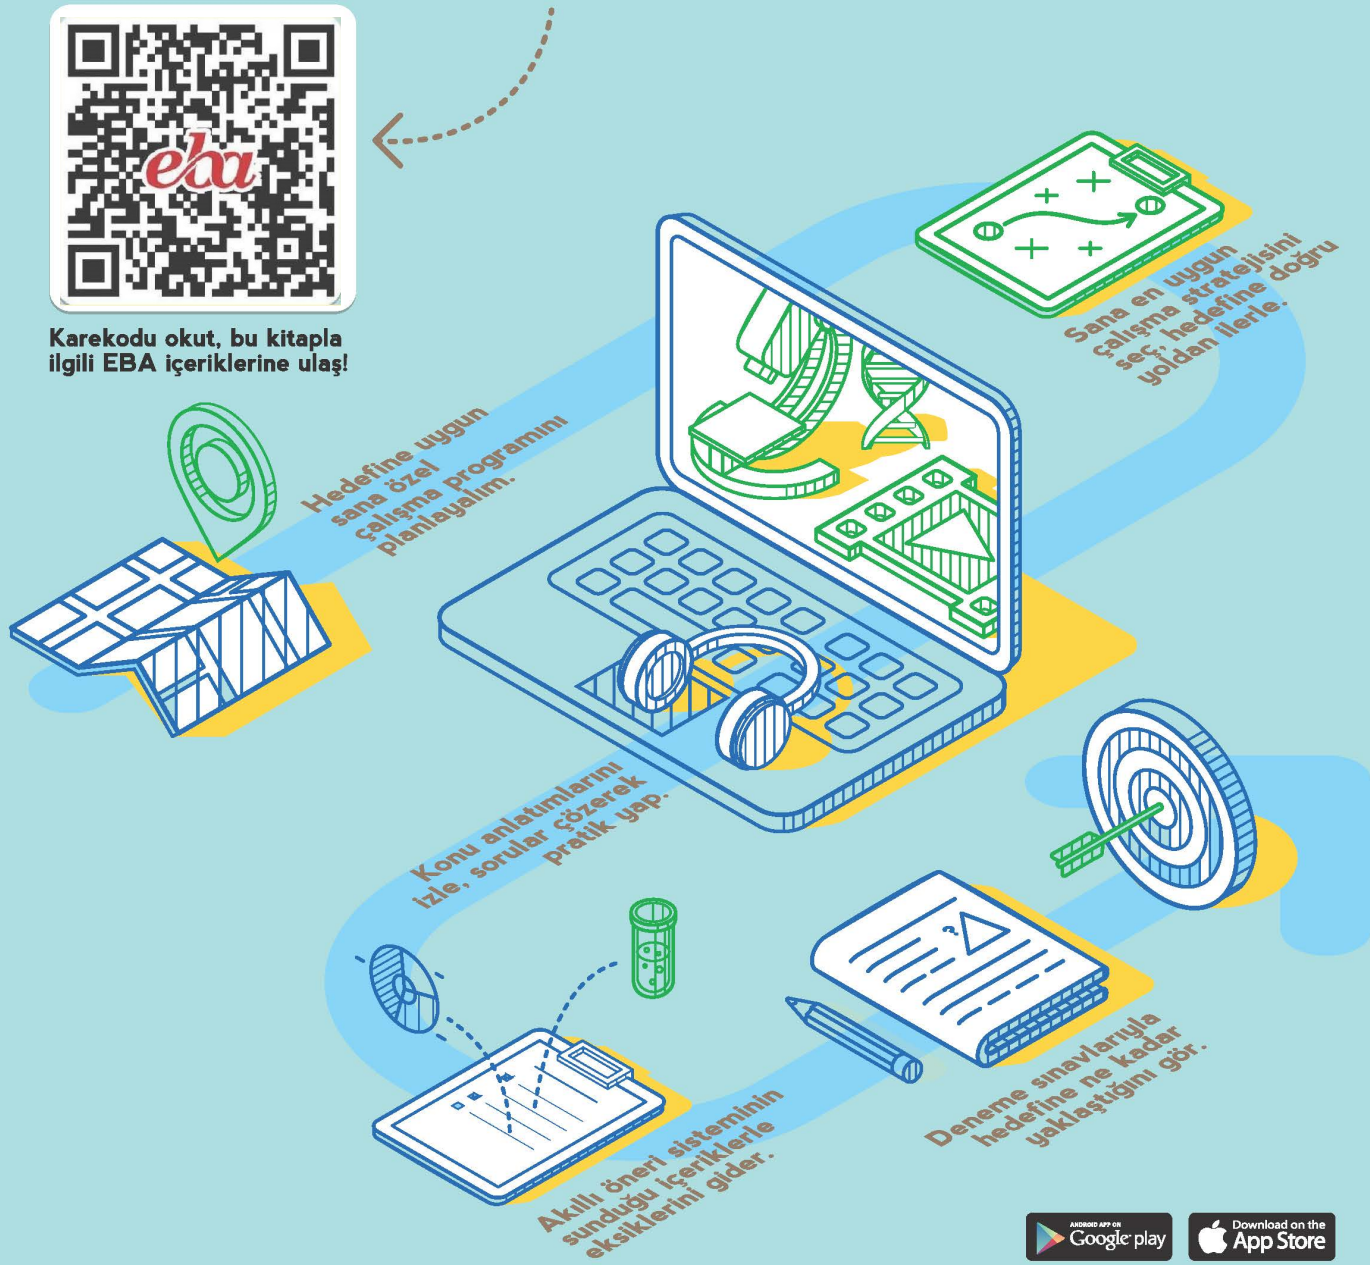 eba
Karekodu okut, bu kitapla
ilgili EBA içeriklerine ulaş!
Hedefine uygun
sana özel
çalışma programını
planlayalım.
Sana en uygun
çalışma stratejisini
seç, hedefine doğru
yoldan ilerle.
Konu anlatımlarını
izle, sorular çözerek
pratik yap.
?
Akıllı öneri sisteminin
sunduğu içeriklerle
eksiklerini gider.
Deneme sınavlarıyla
hedefine ne kadar
yaklaştığını gör.
ANDROID APP ON
Google play
Download on the
App Store